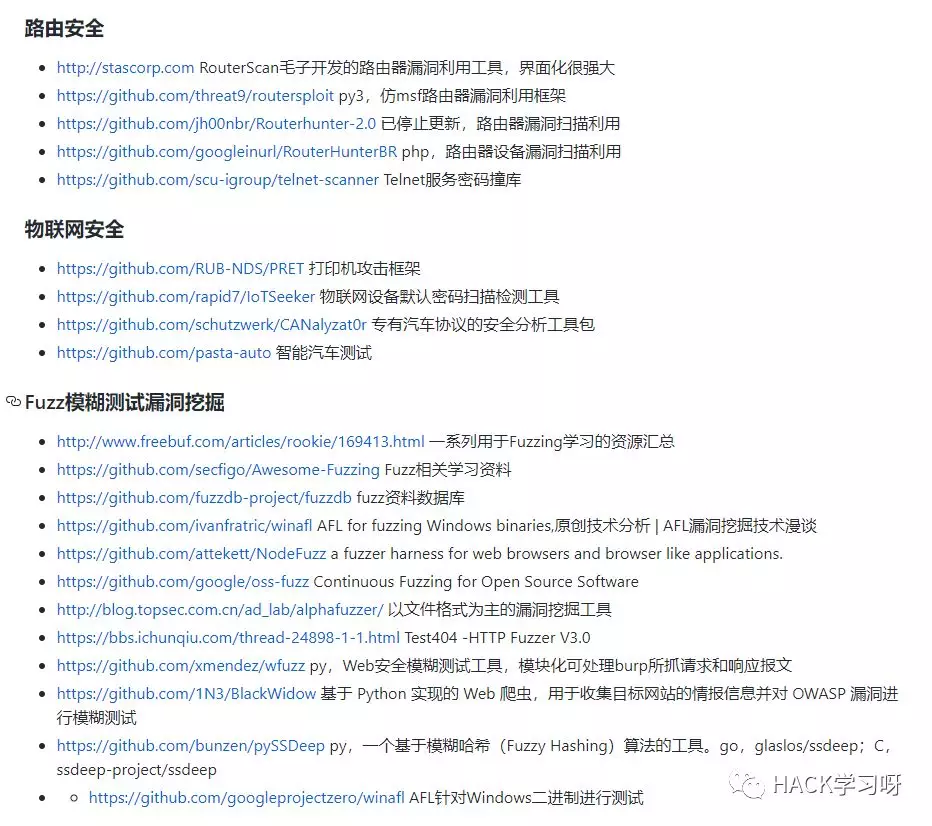 路由安全
http://stascorp.com RouterScan毛子开发的路由器漏洞利用工具，界面化很强大
https://github.com/threat9/routersploit py3，仿msf路由器漏洞利用框架
https://github.com/jh00nbr/Routerhunter-2.0 已停止更新，路由器漏洞扫描利用
https://github.com/googleinurl/RouterHunterBR php，路由器设备漏洞扫描利用
https://github.com/scu-igroup/telnet-scanner Telnet服务密码撞库
物联网安全
https://github.com/RUB-NDS/PRET 打印机攻击框架
https://github.com/rapid7/IoTSeeker 物联网设备默认密码扫描检测工具
https://github.com/schutzwerk/CANalyzat0r 专有汽车协议的安全分析工具包
https://github.com/pasta-auto 智能汽车测试
Fuzz模糊测试漏洞挖掘
http://www.freebuf.com/articles/rookie/169413.html 一系列用于Fuzzing学习的资源汇总
https://github.com/secfigo/Awesome-Fuzzing Fuzz相关学习资料
https://github.com/fuzzdb-project/fuzzdb fuzz资料数据库
https://github.com/ivanfratric/winafl AFL for fuzzing Windows binaries,原创技术分析 | AFL漏洞挖掘技术漫谈
https://github.com/attekett/NodeFuzz a fuzzer harness for web browsers and browser like applications.
https://github.com/google/oss-fuzz Continuous Fuzzing for Open Source Software
http://blog.topsec.com.cn/ad_lab/alphafuzzer/ 以文件格式为主的漏洞挖掘工具
https://bbs.ichunqiu.com/thread-24898-1-1.html Test404 -HTTP Fuzzer V3.0
https://github.com/xmendez/wfuzz py，Web安全模糊测试工具，模块化可处理burp所抓请求和响应报文
https://github.com/1N3/BlackWidow 基于 Python 实现的 Web 爬虫，用于收集目标网站的情报信息并对 OWASP 漏洞进
行模糊测试
https://github.com/bunzen/pySSDeep py，一个基于模糊哈希（Fuzzy Hashing）算法的工具。go，glaslos/ssdeep；C，
ssdeep-project/ssdeep
https://github.com/googleprojectzero/winafl AFL针对Windows二进制进行测试
HACK学习呀